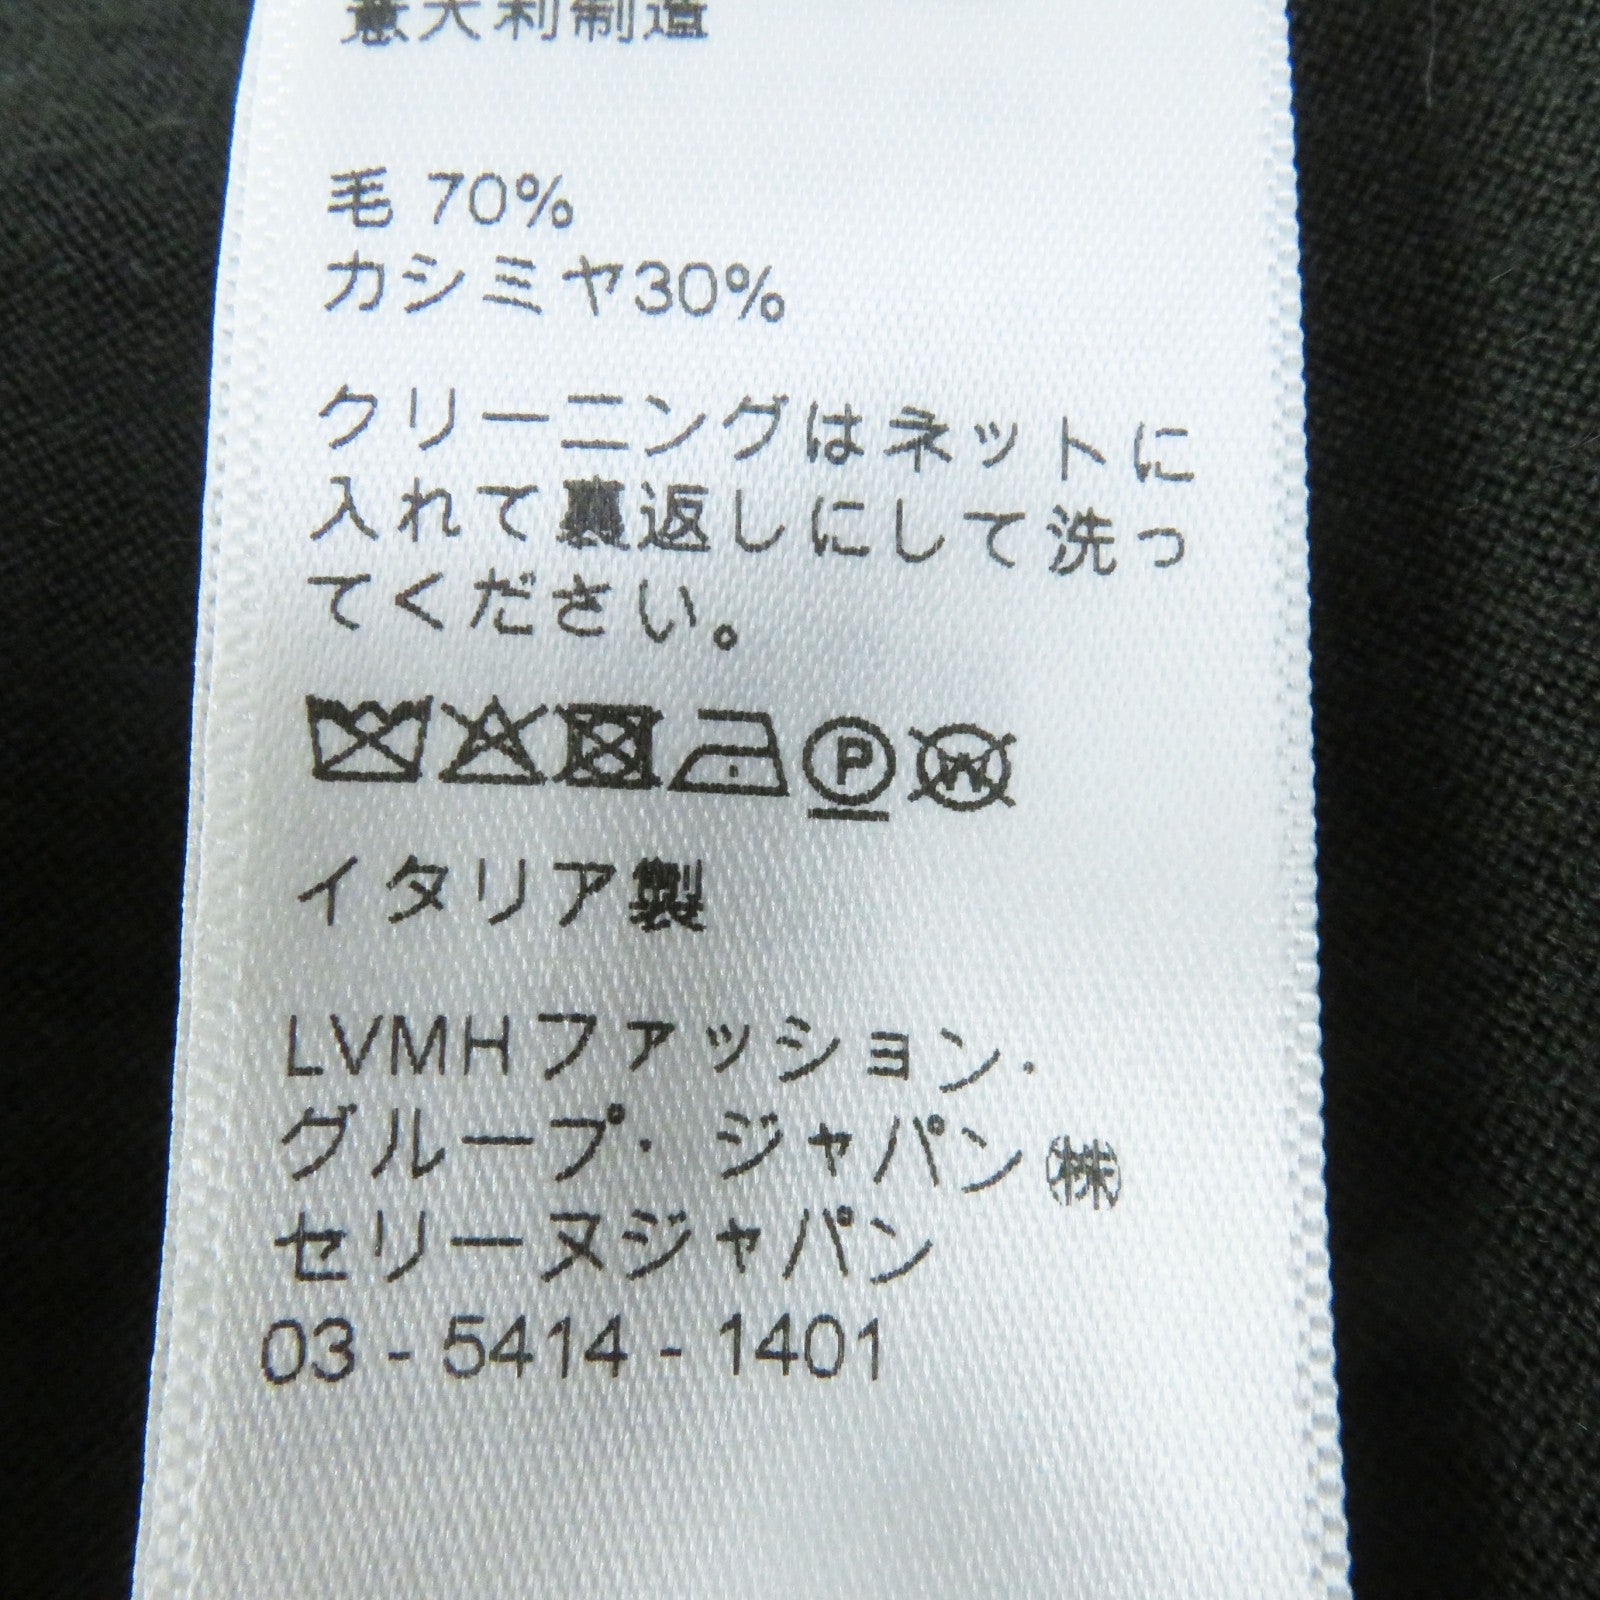 意大利制造
毛 70%
カシミヤ30%
クリーニングはネットに
入れて裏返しにして洗っ
てください。
P W
イタリア製
LVMHファッション・
グループ・ジャパン㈱
セリーヌジャパン
03 - 5414 - 1401